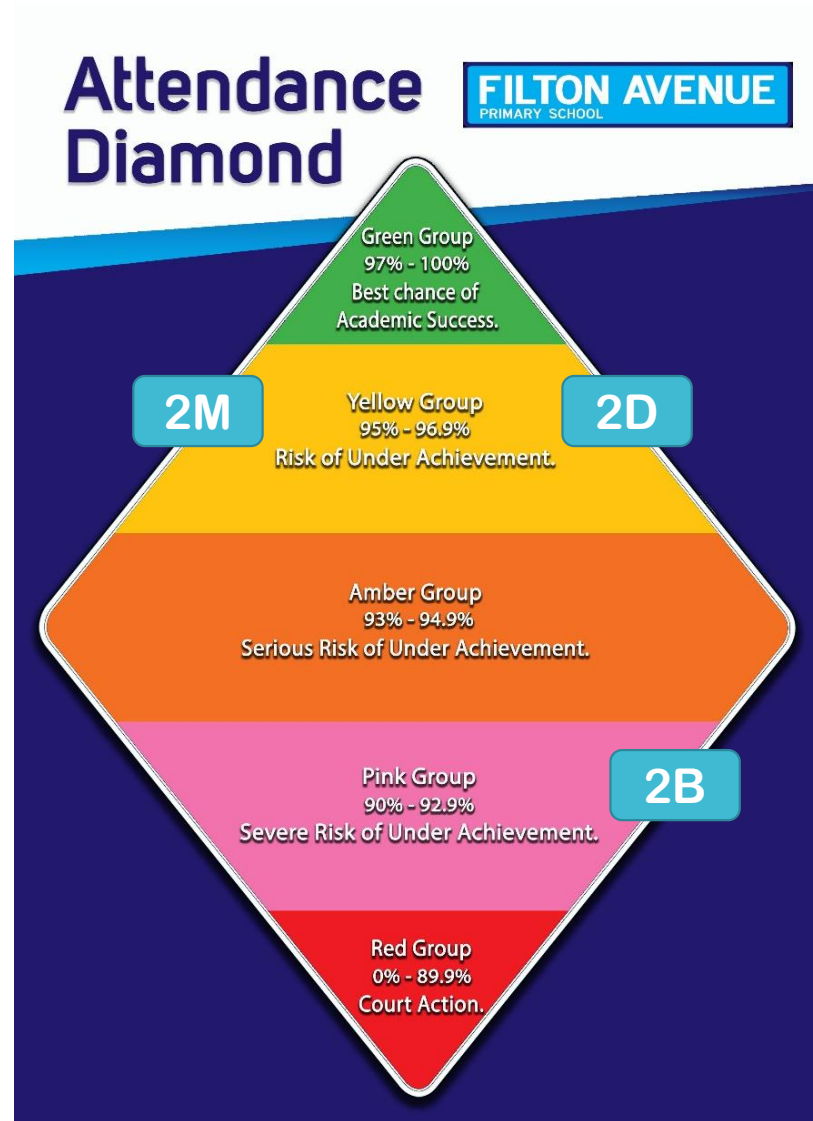 Attendance
Diamond
FILTON AVENUE
PRIMARY SCHOOL
Green Group
97% - 100%
Best chance of
Academic Success.
2M
Yellow Group
95% - 96.9%
Risk of Under Achievement.
2D
Amber Group
93% - 94.9%
Serious Risk of Under Achievement.
Pink Group
90% - 92.9%
Severe Risk of Under Achievement.
2B
Red Group
0% - 89.9%
Court Action.